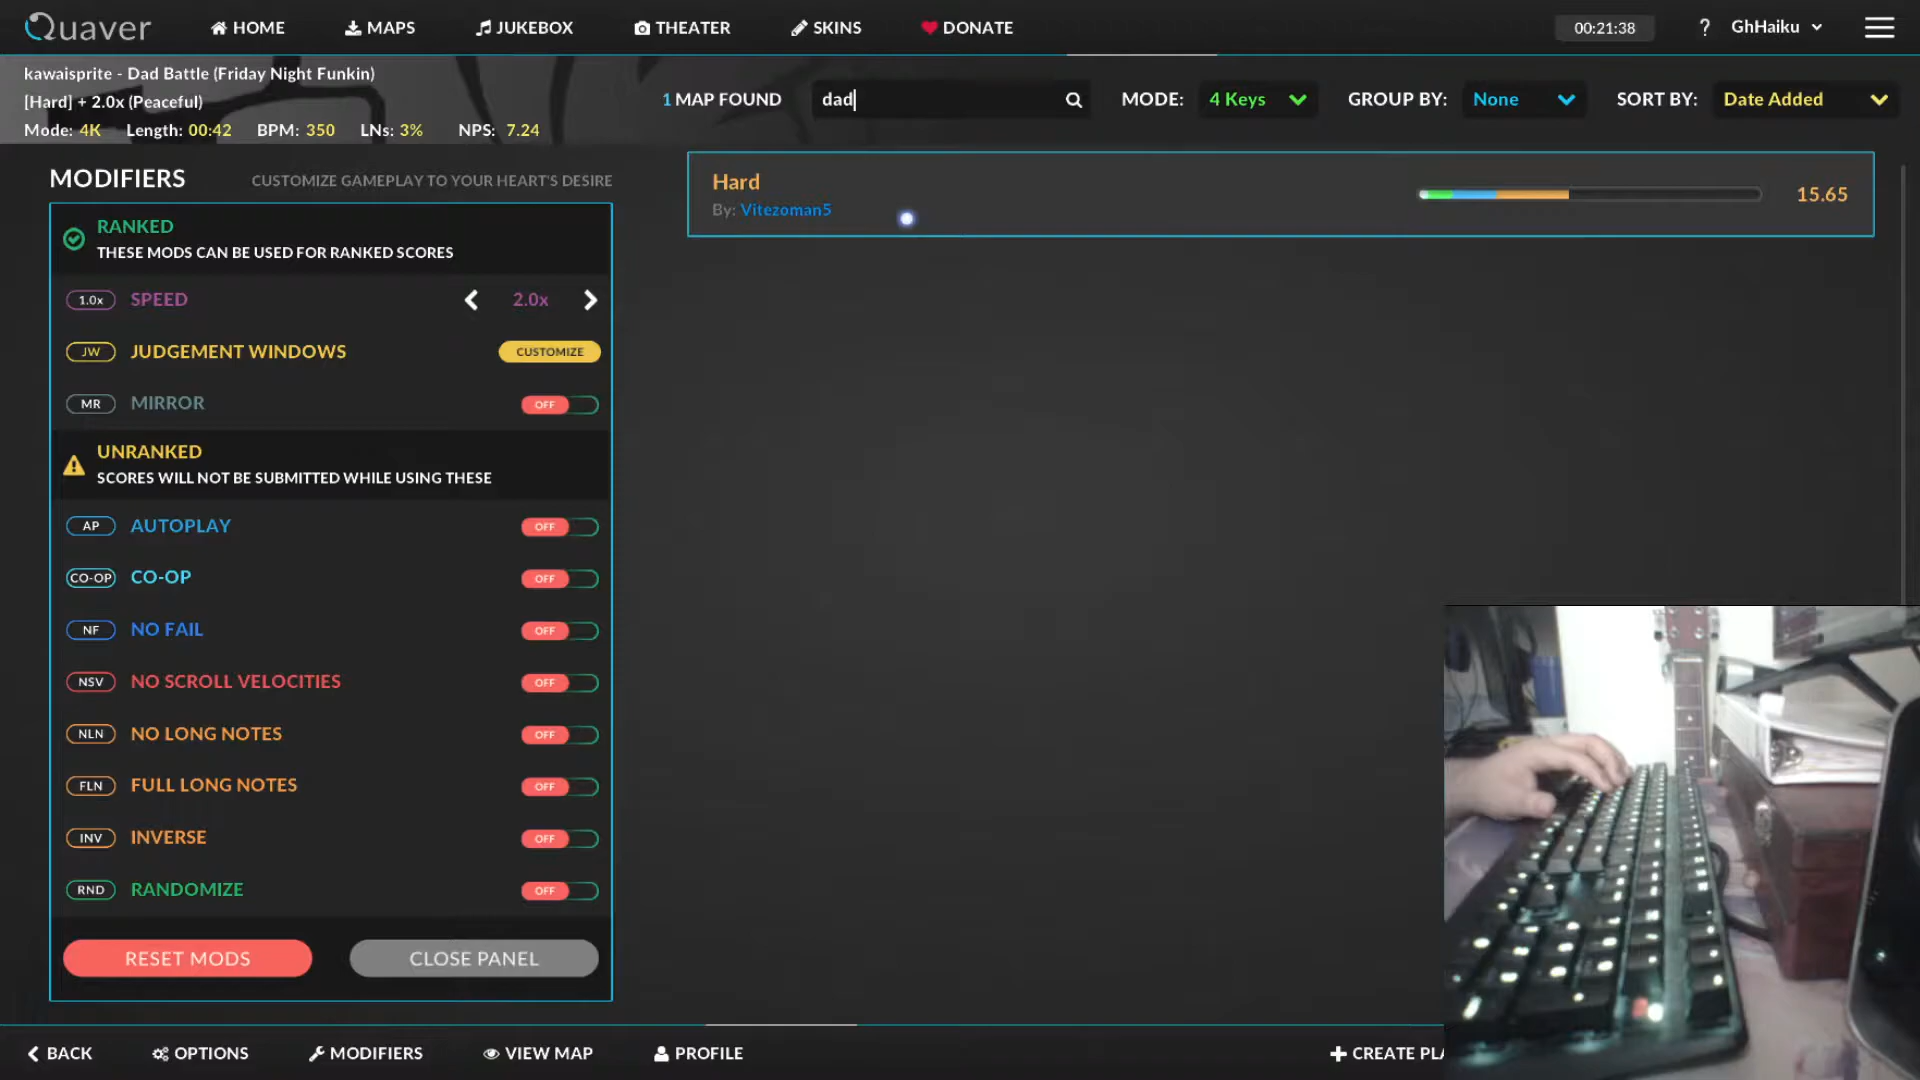 Quaver
HOME
MAPS
JUKEBOX
THEATER
SKINS
DONATE
00:21:38
?
GhHaiku
kawaisprite - Dad Battle (Friday Night Funkin)
[Hard] + 2.0x (Peaceful)
Mode: 4K Length: 00:42 BPM: 350 LNs: 3% NPS: 7.24
1 MAP FOUND
dad
MODE: 4 Keys
GROUP BY: None
SORT BY: Date Added
MODIFIERS
CUSTOMIZE GAMEPLAY TO YOUR HEART'S DESIRE
RANKED
THESE MODS CAN BE USED FOR RANKED SCORES
1.0x SPEED 2.0x
JW JUDGEMENT WINDOWS CUSTOMIZE
MR MIRROR OFF
UNRANKED
SCORES WILL NOT BE SUBMITTED WHILE USING THESE
AP AUTOPLAY OFF
CO-OP CO-OP OFF
NF NO FAIL OFF
NSV NO SCROLL VELOCITIES OFF
NLN NO LONG NOTES OFF
FLN FULL LONG NOTES OFF
INV INVERSE OFF
RND RANDOMIZE OFF
RESET MODS
CLOSE PANEL
Hard
By: Vitezoman5
15.65
BACK
OPTIONS
MODIFIERS
VIEW MAP
PROFILE
CREATE PLA